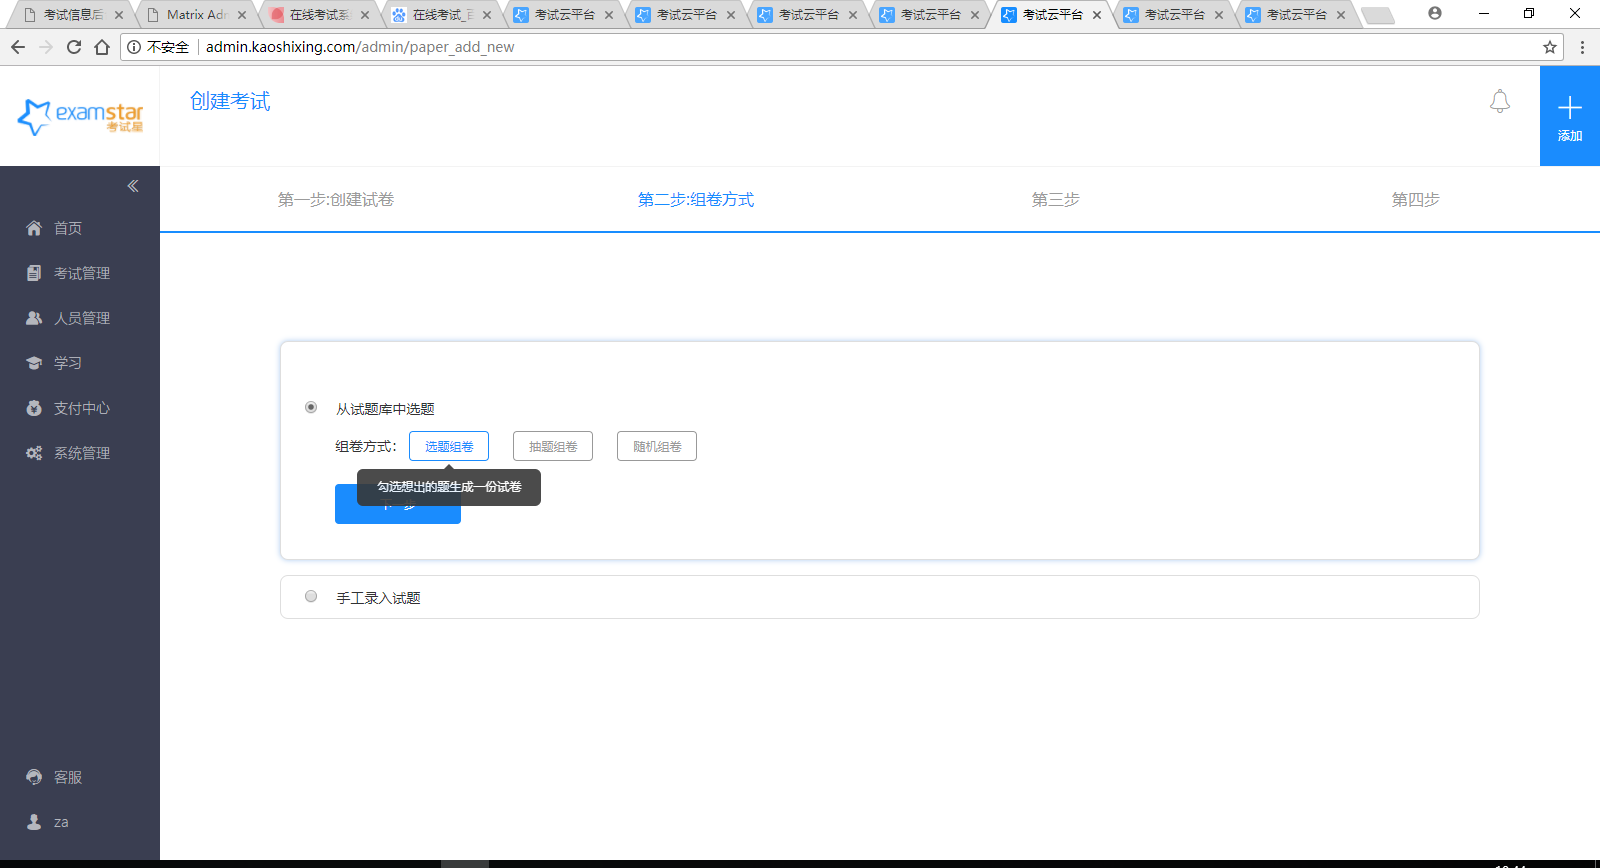 考试信息后
Matrix Adm
在线考试系
在线考试_百
考试云平台
考试云平台
考试云平台
考试云平台
考试云平台
考试云平台
考试云平台
不安全
admin.kaoshixing.com/admin/paper_add_new
examstar
考试星
创建考试
添加
第一步:创建试卷
第二步:组卷方式
第三步
第四步
首页
考试管理
人员管理
学习
支付中心
系统管理
客服
za
从试题库中选题
组卷方式：
选题组卷
抽题组卷
随机组卷
勾选想出的题生成一份试卷
下一步
手工录入试题